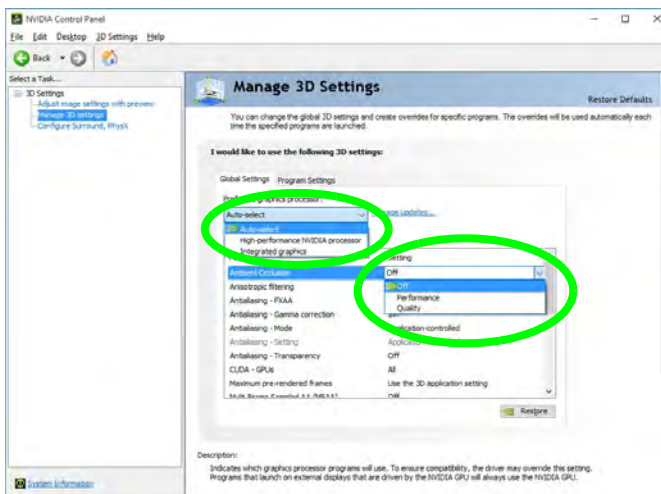 NVIDIA Control Panel
File Edit Desktop 3D Settings Help
Back
Select a Task...
3D Settings
Adjust image settings with preview
Manage 3D settings
Configure Surround, PhysX
System Information
Manage 3D Settings
Restore Defaults
You can change the global 3D settings and create overrides for specific programs. The overrides will be used automatically each
time the specified programs are launched.
I would like to use the following 3D settings:
Global Settings Program Settings
graphics processor:
Auto-select
Auto-select
High-performance NVIDIA processor
Integrated graphics
Setting
Ambient Occlusion Off
Off
Performance
Quality
Anisotropic filtering
Antialiasing - FXAA
Antialiasing - Gamma correction
Antialiasing - Mode Application-controlled
Antialiasing - Setting
Antialiasing - Transparency Off
CUDA - GPUs All
Maximum pre-rendered frames Use the 3D application setting
Off
Restore
Description:
Indicates which graphics processor programs will use. To ensure compatibility, the driver may override this setting.
Programs that launch on external displays that are driven by the NVIDIA GPU will always use the NVIDIA GPU.